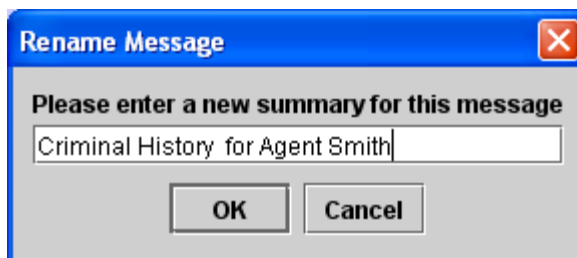 Rename Message
Please enter a new summary for this message
Criminal History  for Agent Smith
OK Cancel